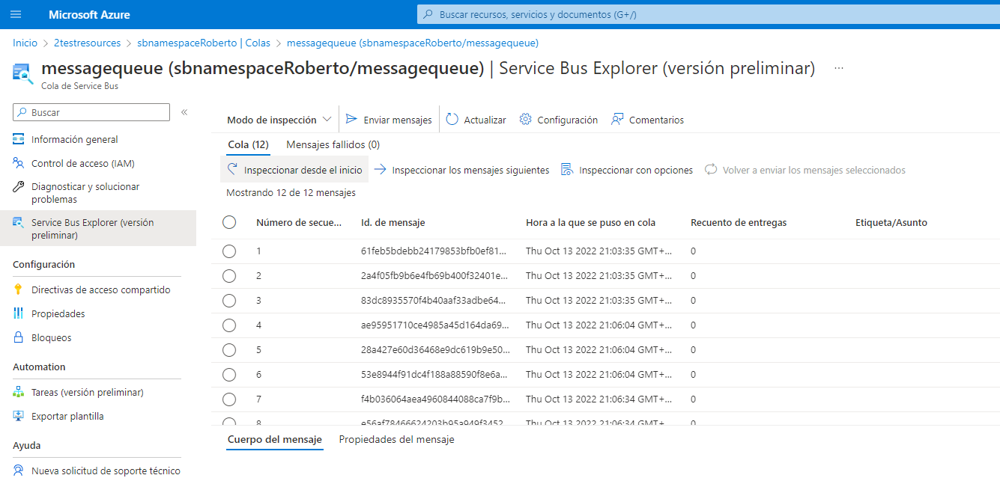 Microsoft Azure
Buscar recursos, servicios y documentos (G+/)
Inicio > 2testresources > sbnamespaceRoberto | Colas > messagequeue (sbnamespaceRoberto/messagequeue)
messagequeue (sbnamespaceRoberto/messagequeue) | Service Bus Explorer (versión preliminar) ...
Cola de Service Bus
Buscar
«
Información general
Control de acceso (IAM)
Diagnosticar y solucionar
problemas
Service Bus Explorer (versión
preliminar)
Configuración
Directivas de acceso compartido
Propiedades
Bloqueos
Automation
Tareas (versión preliminar)
Exportar plantilla
Ayuda
Nueva solicitud de soporte técnico
Modo de inspección Enviar mensajes Actualizar Configuración Comentarios
Cola (12) Mensajes fallidos (0)
Inspeccionar desde el inicio Inspeccionar los mensajes siguientes Inspeccionar con opciones Volver a enviar los mensajes seleccionados
Mostrando 12 de 12 mensajes
Número de secue... Id. de mensaje Hora a la que se puso en cola Recuento de entregas Etiqueta/Asunto
1 61feb5bdebb24179853bfb0ef81... Thu Oct 13 2022 21:03:35 GMT+... 0
2 2a4f05fb9b6e4fb69b400f32401e... Thu Oct 13 2022 21:03:35 GMT+... 0
3 83dc8935570f4b40aaf33adbe64... Thu Oct 13 2022 21:03:35 GMT+... 0
4 ae95951710ce4985a45d164da69... Thu Oct 13 2022 21:06:04 GMT+... 0
5 28a427e60d36468e9dc619b9e50... Thu Oct 13 2022 21:06:04 GMT+... 0
6 53e8944f91dc4f188a88590f8e6a... Thu Oct 13 2022 21:06:04 GMT+... 0
7 f4b036064aea4960844088ca7f9b... Thu Oct 13 2022 21:06:34 GMT+... 0
8 e56af78466624203b95a949f3452... Thu Oct 13 2022 21:06:34 GMT+... 0
Cuerpo del mensaje Propiedades del mensaje